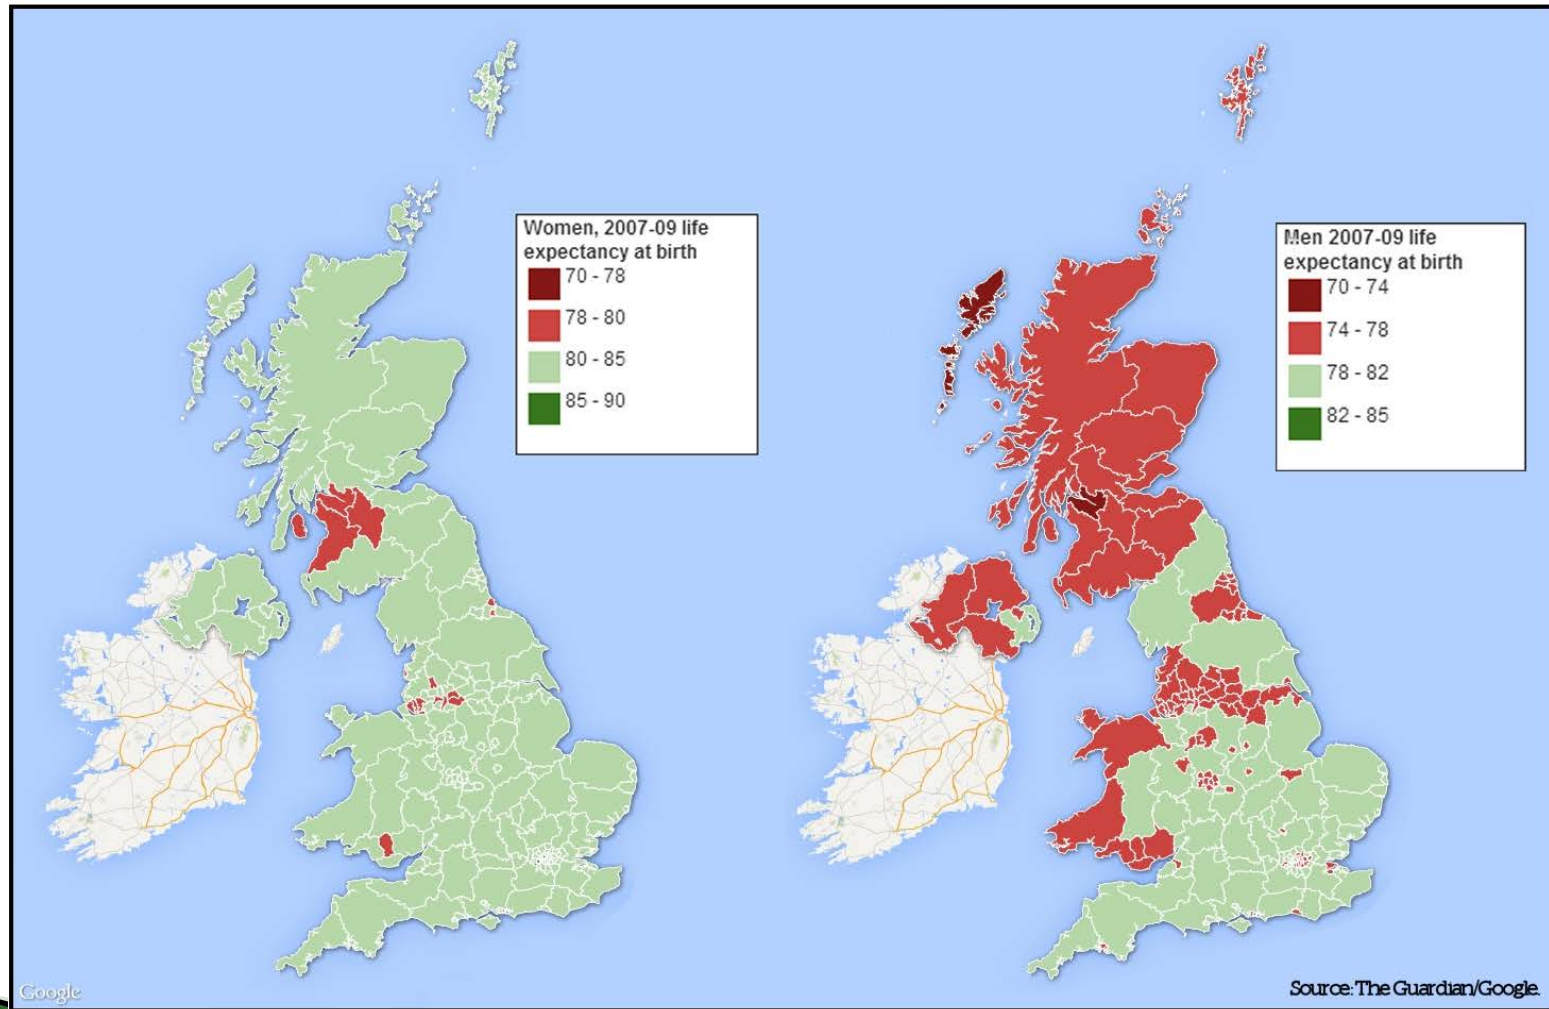 Women, 2007-09 life
expectancy at birth
70 - 78
78 - 80
80 - 85
85 - 90
Men 2007-09 life
expectancy at birth
70 - 74
74 - 78
78 - 82
82 - 85
Google
Source: The Guardian/Google.